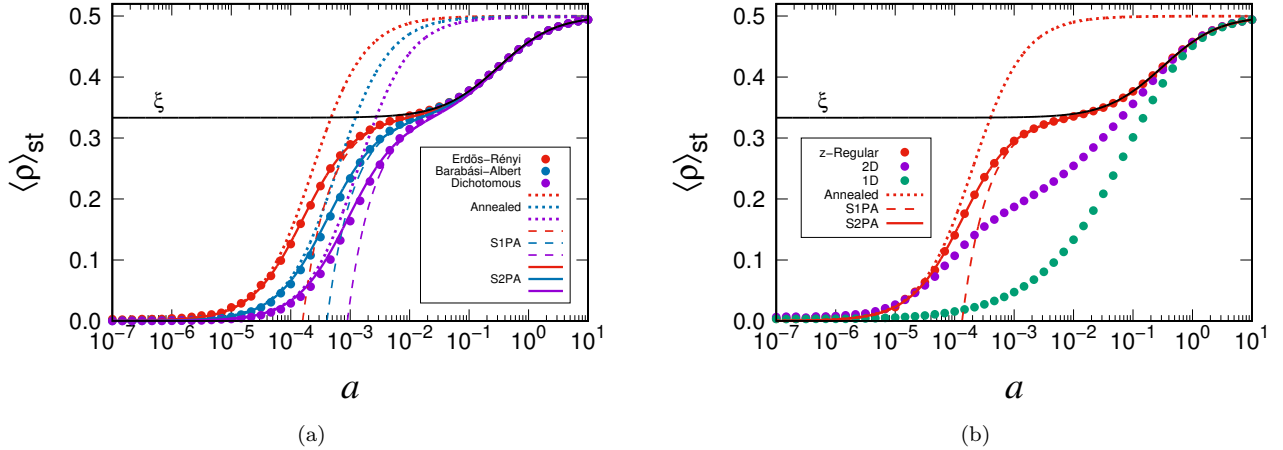 0.5
0.4
0.3
0.2
0.1
0.0
⟨ρ⟩st
ξ
Erdös−Rényi
Barabási−Albert
Dichotomous
Annealed
S1PA
S2PA
10⁻⁷ 10⁻⁶ 10⁻⁵ 10⁻⁴ 10⁻³ 10⁻² 10⁻¹ 10⁰ 10¹
a
(a)
0.5
0.4
0.3
0.2
0.1
0.0
⟨ρ⟩st
ξ
z−Regular
2D
1D
Annealed
S1PA
S2PA
10⁻⁷ 10⁻⁶ 10⁻⁵ 10⁻⁴ 10⁻³ 10⁻² 10⁻¹ 10⁰ 10¹
a
(b)